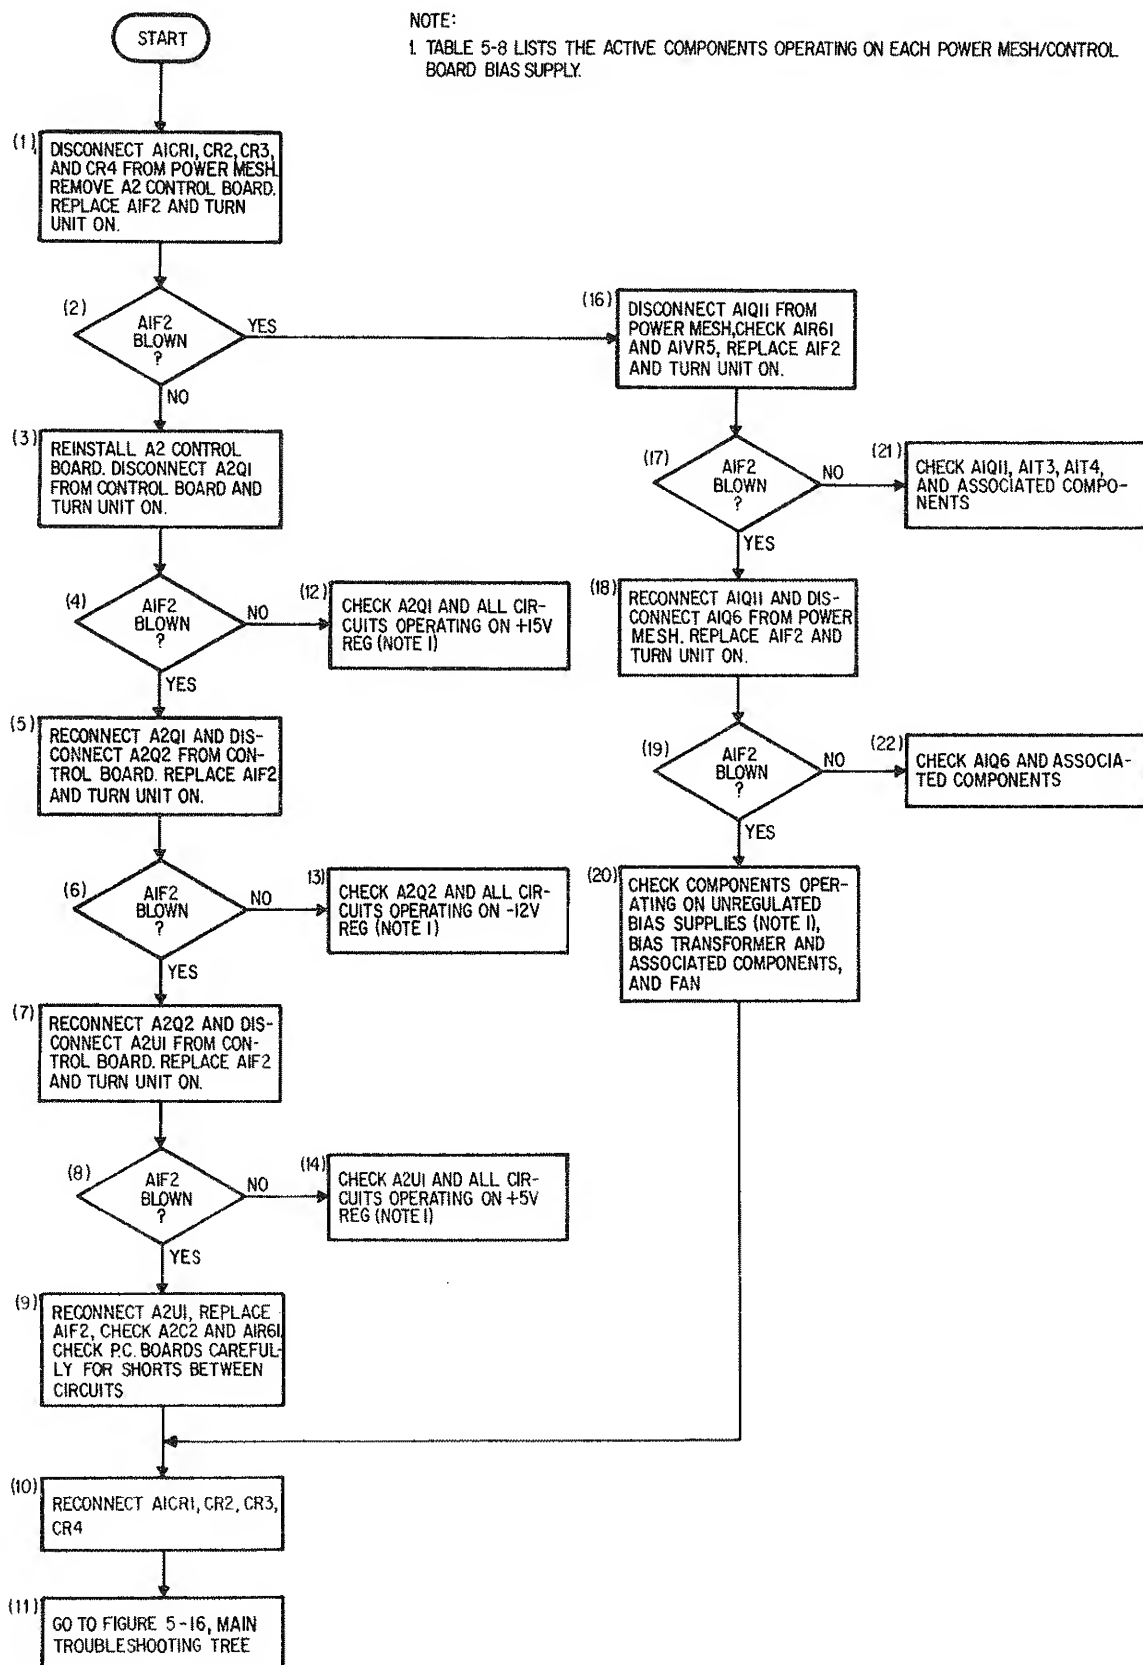 START
NOTE:
1. TABLE 5-8 LISTS THE ACTIVE COMPONENTS OPERATING ON EACH POWER MESH/CONTROL
BOARD BIAS SUPPLY.
(1)
DISCONNECT A1CR1, CR2, CR3,
AND CR4 FROM POWER MESH.
REMOVE A2 CONTROL BOARD.
REPLACE A1F2 AND TURN
UNIT ON.
(2)
A1F2
BLOWN
?
YES
NO
(16)
DISCONNECT A1Q11 FROM
POWER MESH, CHECK A1R61
AND A1VR5, REPLACE A1F2
AND TURN UNIT ON.
(3)
REINSTALL A2 CONTROL
BOARD. DISCONNECT A2Q1
FROM CONTROL BOARD AND
TURN UNIT ON.
(17)
A1F2
BLOWN
?
NO
YES
(21)
CHECK A1Q11, A1T3, A1T4,
AND ASSOCIATED COMPO-
NENTS
(4)
A1F2
BLOWN
?
NO
YES
(12)
CHECK A2Q1 AND ALL CIR-
CUITS OPERATING ON +15V
REG (NOTE 1)
(18)
RECONNECT A1Q11 AND DIS-
CONNECT A1Q6 FROM POWER
MESH. REPLACE A1F2 AND
TURN UNIT ON.
(5)
RECONNECT A2Q1 AND DIS-
CONNECT A2Q2 FROM CON-
TROL BOARD. REPLACE A1F2
AND TURN UNIT ON.
(19)
A1F2
BLOWN
?
NO
YES
(22)
CHECK A1Q6 AND ASSOCIA-
TED COMPONENTS
(6)
A1F2
BLOWN
?
NO
YES
13)
CHECK A2Q2 AND ALL CIR-
CUITS OPERATING ON -12V
REG (NOTE 1)
(20)
CHECK COMPONENTS OPER-
ATING ON UNREGULATED
BIAS SUPPLIES (NOTE 1),
BIAS TRANSFORMER AND
ASSOCIATED COMPONENTS,
AND FAN
(7)
RECONNECT A2Q2 AND DIS-
CONNECT A2U1 FROM CON-
TROL BOARD. REPLACE A1F2
AND TURN UNIT ON.
(8)
A1F2
BLOWN
?
NO
YES
(14)
CHECK A2U1 AND ALL CIR-
CUITS OPERATING ON +5V
REG (NOTE 1)
(9)
RECONNECT A2U1, REPLACE
A1F2, CHECK A2C2 AND A1R61.
CHECK P.C. BOARDS CAREFUL-
LY FOR SHORTS BETWEEN
CIRCUITS
(10)
RECONNECT A1CR1, CR2, CR3,
CR4
(11)
GO TO FIGURE 5-16, MAIN
TROUBLESHOOTING TREE